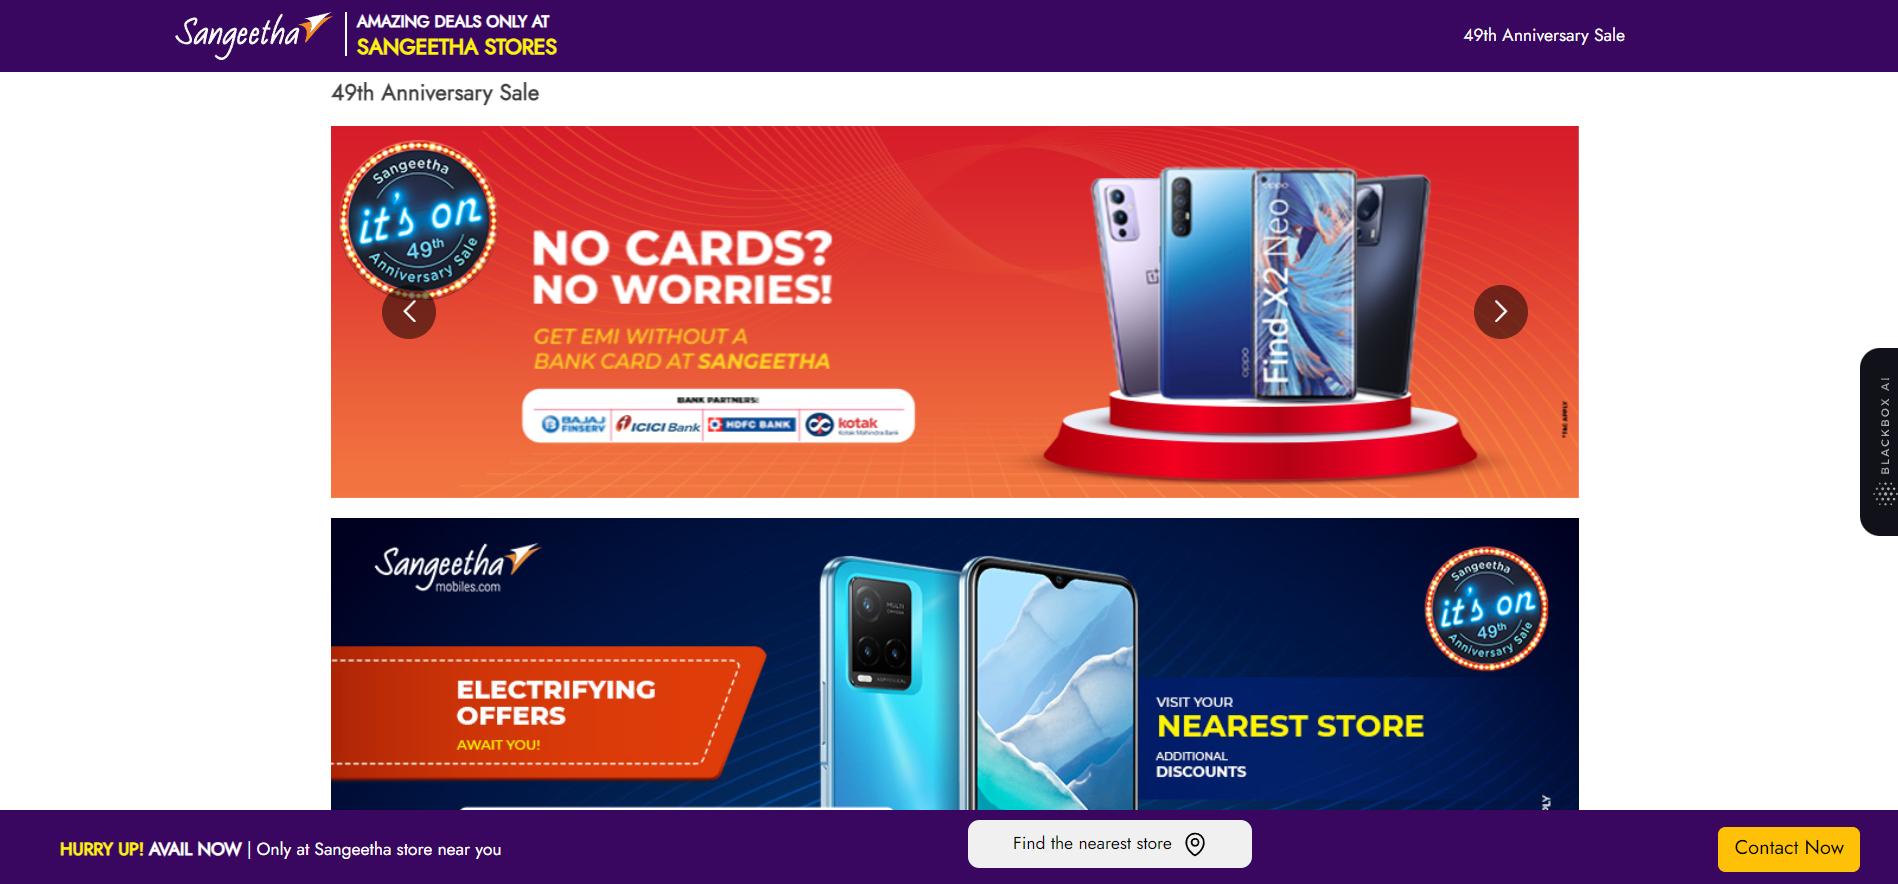 Sangeetha
AMAZING DEALS ONLY AT
SANGEETHA STORES
49th Anniversary Sale
49th Anniversary Sale
Sangeetha
it's on
49th
Anniversary Sale
NO CARDS?
NO WORRIES!
GET EMI WITHOUT A
BANK CARD AT SANGEETHA
BANK PARTNERS:
BAJAJ
FINSERV
ICICI Bank
HDFC BANK
kotak
Kotak Mahindra Bank
oppo
Find X2 Neo
oppo
*T&C APPLY
BLACKBOX AI
Sangeetha
mobiles.com
ELECTRIFYING
OFFERS
AWAIT YOU!
MULTI
Sangeetha
it's on
49th
Anniversary Sale
VISIT YOUR
NEAREST STORE
ADDITIONAL
DISCOUNTS
HURRY UP! AVAIL NOW | Only at Sangeetha store near you
Find the nearest store
Contact Now